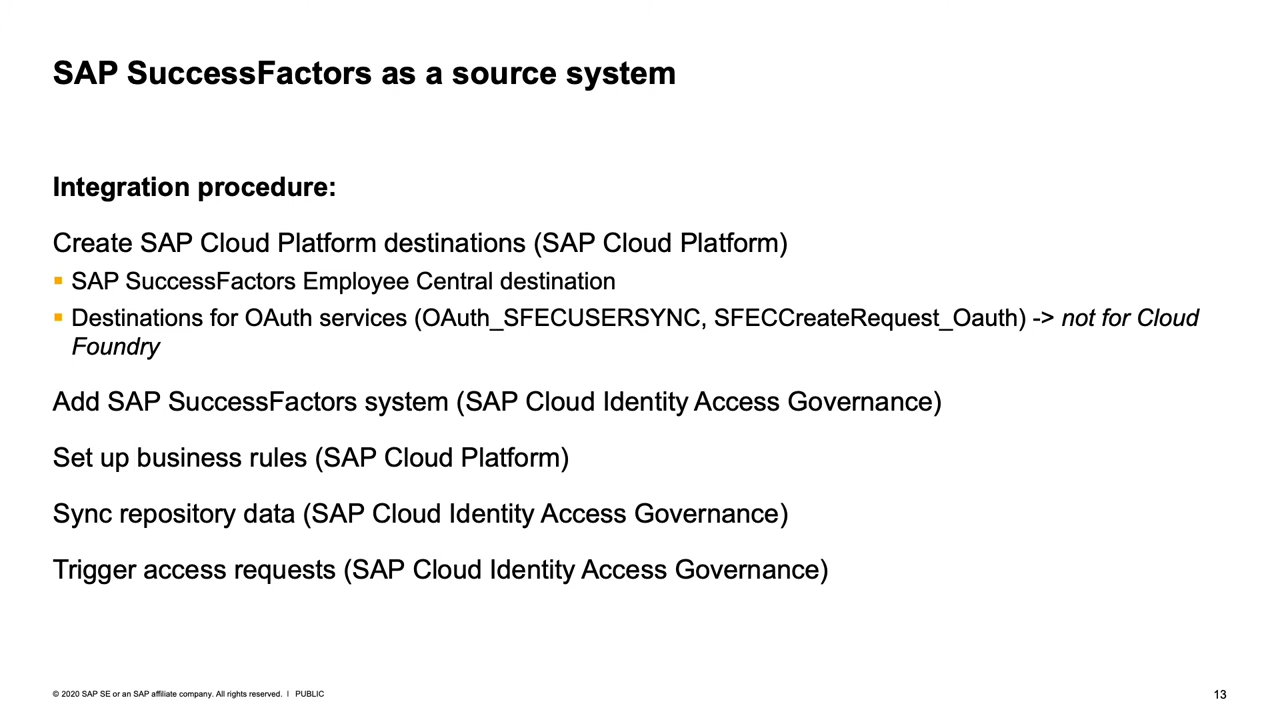 SAP SuccessFactors as a source system
Integration procedure:
Create SAP Cloud Platform destinations (SAP Cloud Platform)
▪ SAP SuccessFactors Employee Central destination
▪ Destinations for OAuth services (OAuth_SFECUSERSYNC, SFECCreateRequest_Oauth) -> not for Cloud
Foundry
Add SAP SuccessFactors system (SAP Cloud Identity Access Governance)
Set up business rules (SAP Cloud Platform)
Sync repository data (SAP Cloud Identity Access Governance)
Trigger access requests (SAP Cloud Identity Access Governance)
© 2020 SAP SE or an SAP affiliate company. All rights reserved. | PUBLIC
13